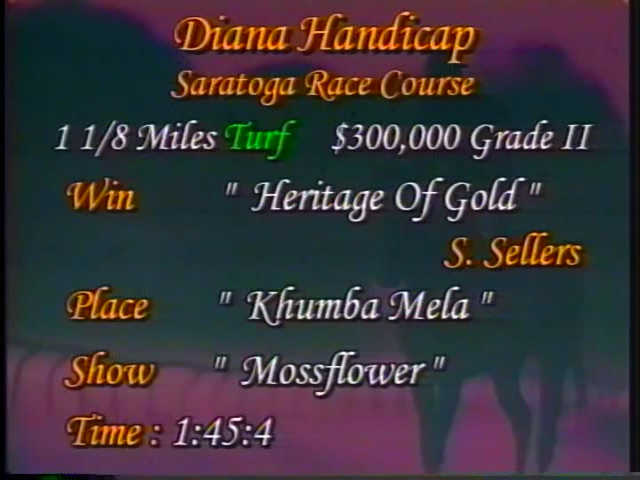 Diana Handicap
Saratoga Race Course
1 1/8 Miles Turf $300,000 Grade II
Win " Heritage Of Gold "
S. Sellers
Place " Khumba Mela "
Show " Mossflower "
Time : 1:45:4